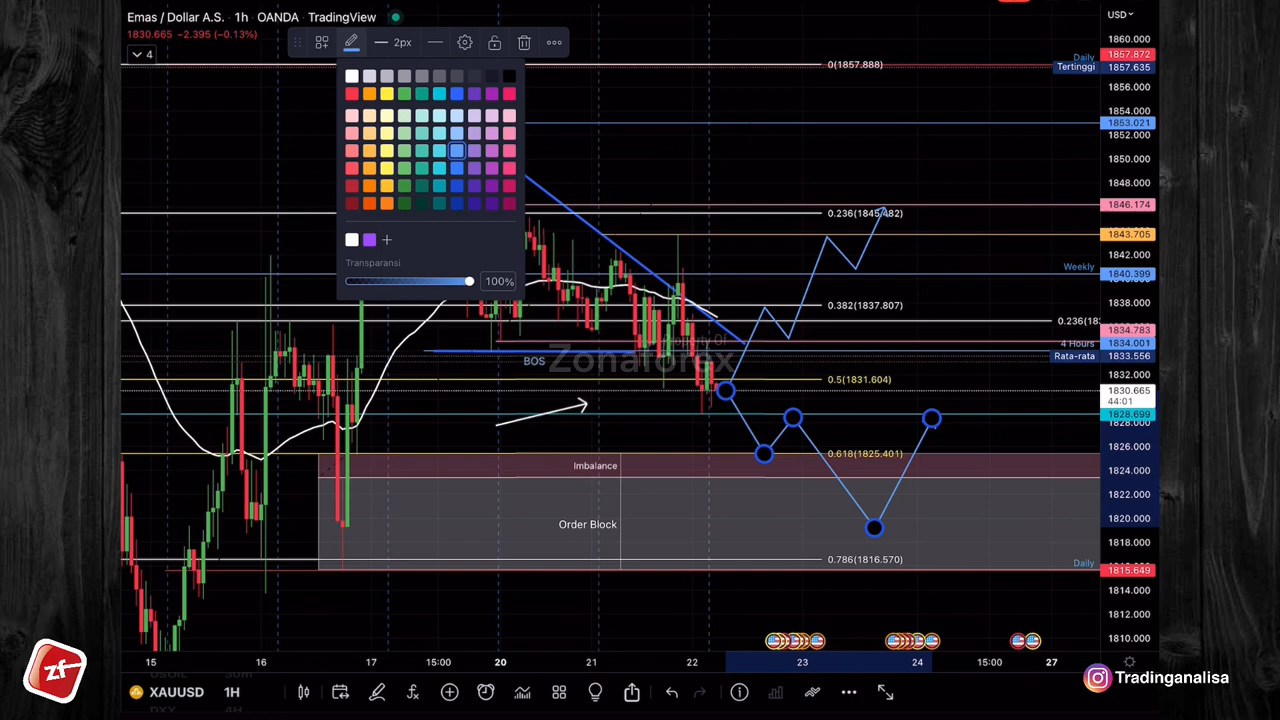 Emas / Dollar A.S. · 1h · OANDA · TradingView
1830.665 −2.395 (−0.13%)
4
2px
Transparansi
100%
USD
1860.000
Daily
1857.872
Tertinggi
1857.635
0(1857.888)
1856.000
1854.000
1853.021
1852.000
1850.000
1848.000
1846.174
0.236(1845.482)
1843.705
1842.000
Weekly
1840.399
1838.000
0.382(1837.807)
0.236(183
1834.783
4 Hours
1834.001
Rata-rata
1833.556
Property Of
Zonaforex
BOS
1832.000
0.5(1831.604)
1830.665
44:01
1828.699
1828.000
1826.000
0.618(1825.401)
Imbalance
1824.000
1822.000
Order Block
1820.000
1818.000
0.786(1816.570)
Daily
1815.649
1814.000
1812.000
1810.000
15 16 17 15:00 20 21 22 23 24 15:00 27
zf
XAUUSD 1H
Tradinganalisa